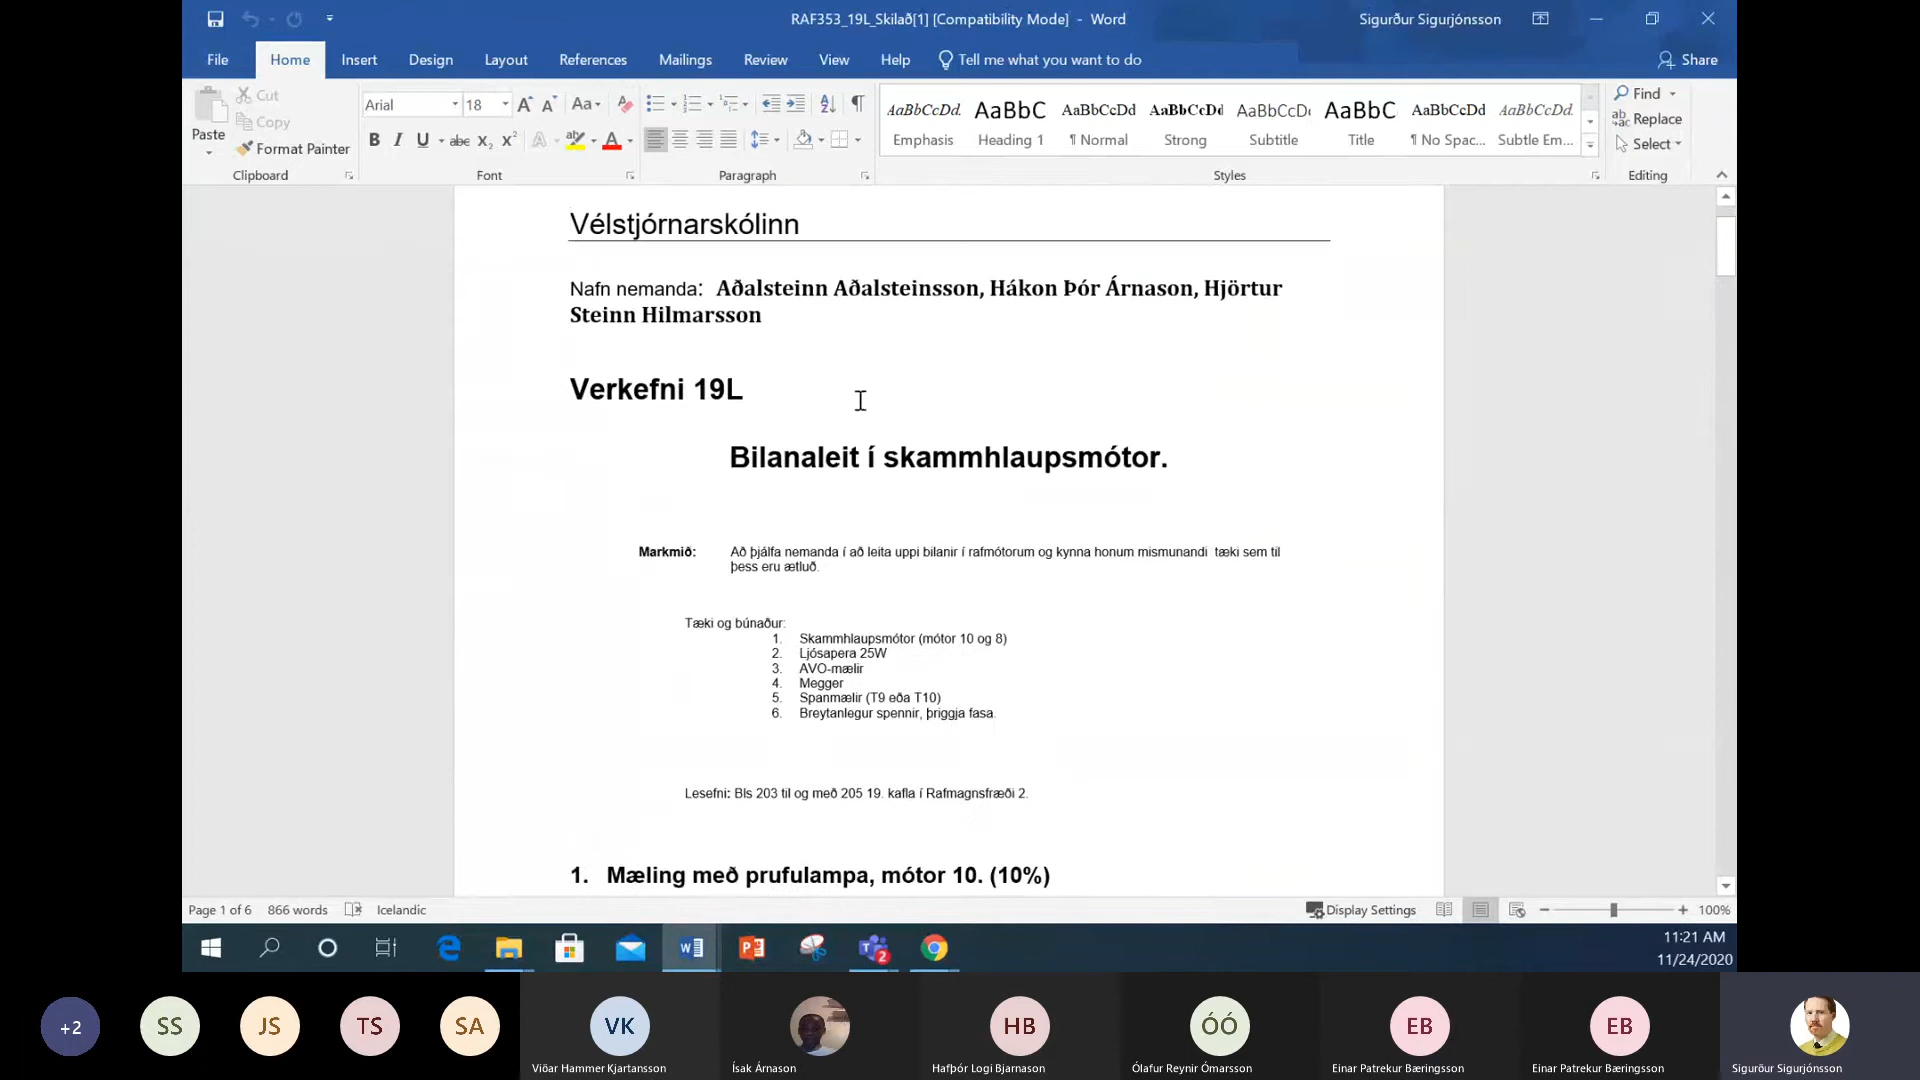 RAF353_19L_Skilað[1] [Compatibility Mode] - Word
Sigurður Sigurjónsson
File Home Insert Design Layout References Mailings Review View Help Tell me what you want to do Share
Paste
Cut
Copy
Format Painter
Clipboard
Arial 18
Font
Paragraph
AaBbCcDd. AaBbC AaBbCcDd AaBbCcDd AaBbCcDc AaBbC AaBbCcDd AaBbCcDd.
Emphasis Heading 1 ¶ Normal Strong Subtitle Title ¶ No Spac... Subtle Em...
Styles
Find
Replace
Select
Editing
Vélstjórnarskólinn
Nafn nemanda: Aðalsteinn Aðalsteinsson, Hákon Þór Árnason, Hjörtur
Steinn Hilmarsson
Verkefni 19L
Bilanaleit í skammhlaupsmótor.
Markmið: Að þjálfa nemanda í að leita uppi bilanir í rafmótorum og kynna honum mismunandi tæki sem til
þess eru ætluð.
Tæki og búnaður:
1. Skammhlaupsmótor (mótor 10 og 8)
2. Ljósapera 25W
3. AVO-mælir
4. Megger
5. Spanmælir (T9 eða T10)
6. Breytanlegur spennir, þriggja fasa.
Lesefni: Bls 203 til og með 205 19. kafla í Rafmagnsfræði 2.
1. Mæling með prufulampa, mótor 10. (10%)
Page 1 of 6 866 words Icelandic Display Settings 100%
11:21 AM
11/24/2020
+2 SS JS TS SA VK HB ÓÓ EB EB
Viðar Hammer Kjartansson Ísak Árnason Hafþór Logi Bjarnason Ólafur Reynir Ómarsson Einar Patrekur Bæringsson Einar Patrekur Bæringsson Sigurður Sigurjónsson